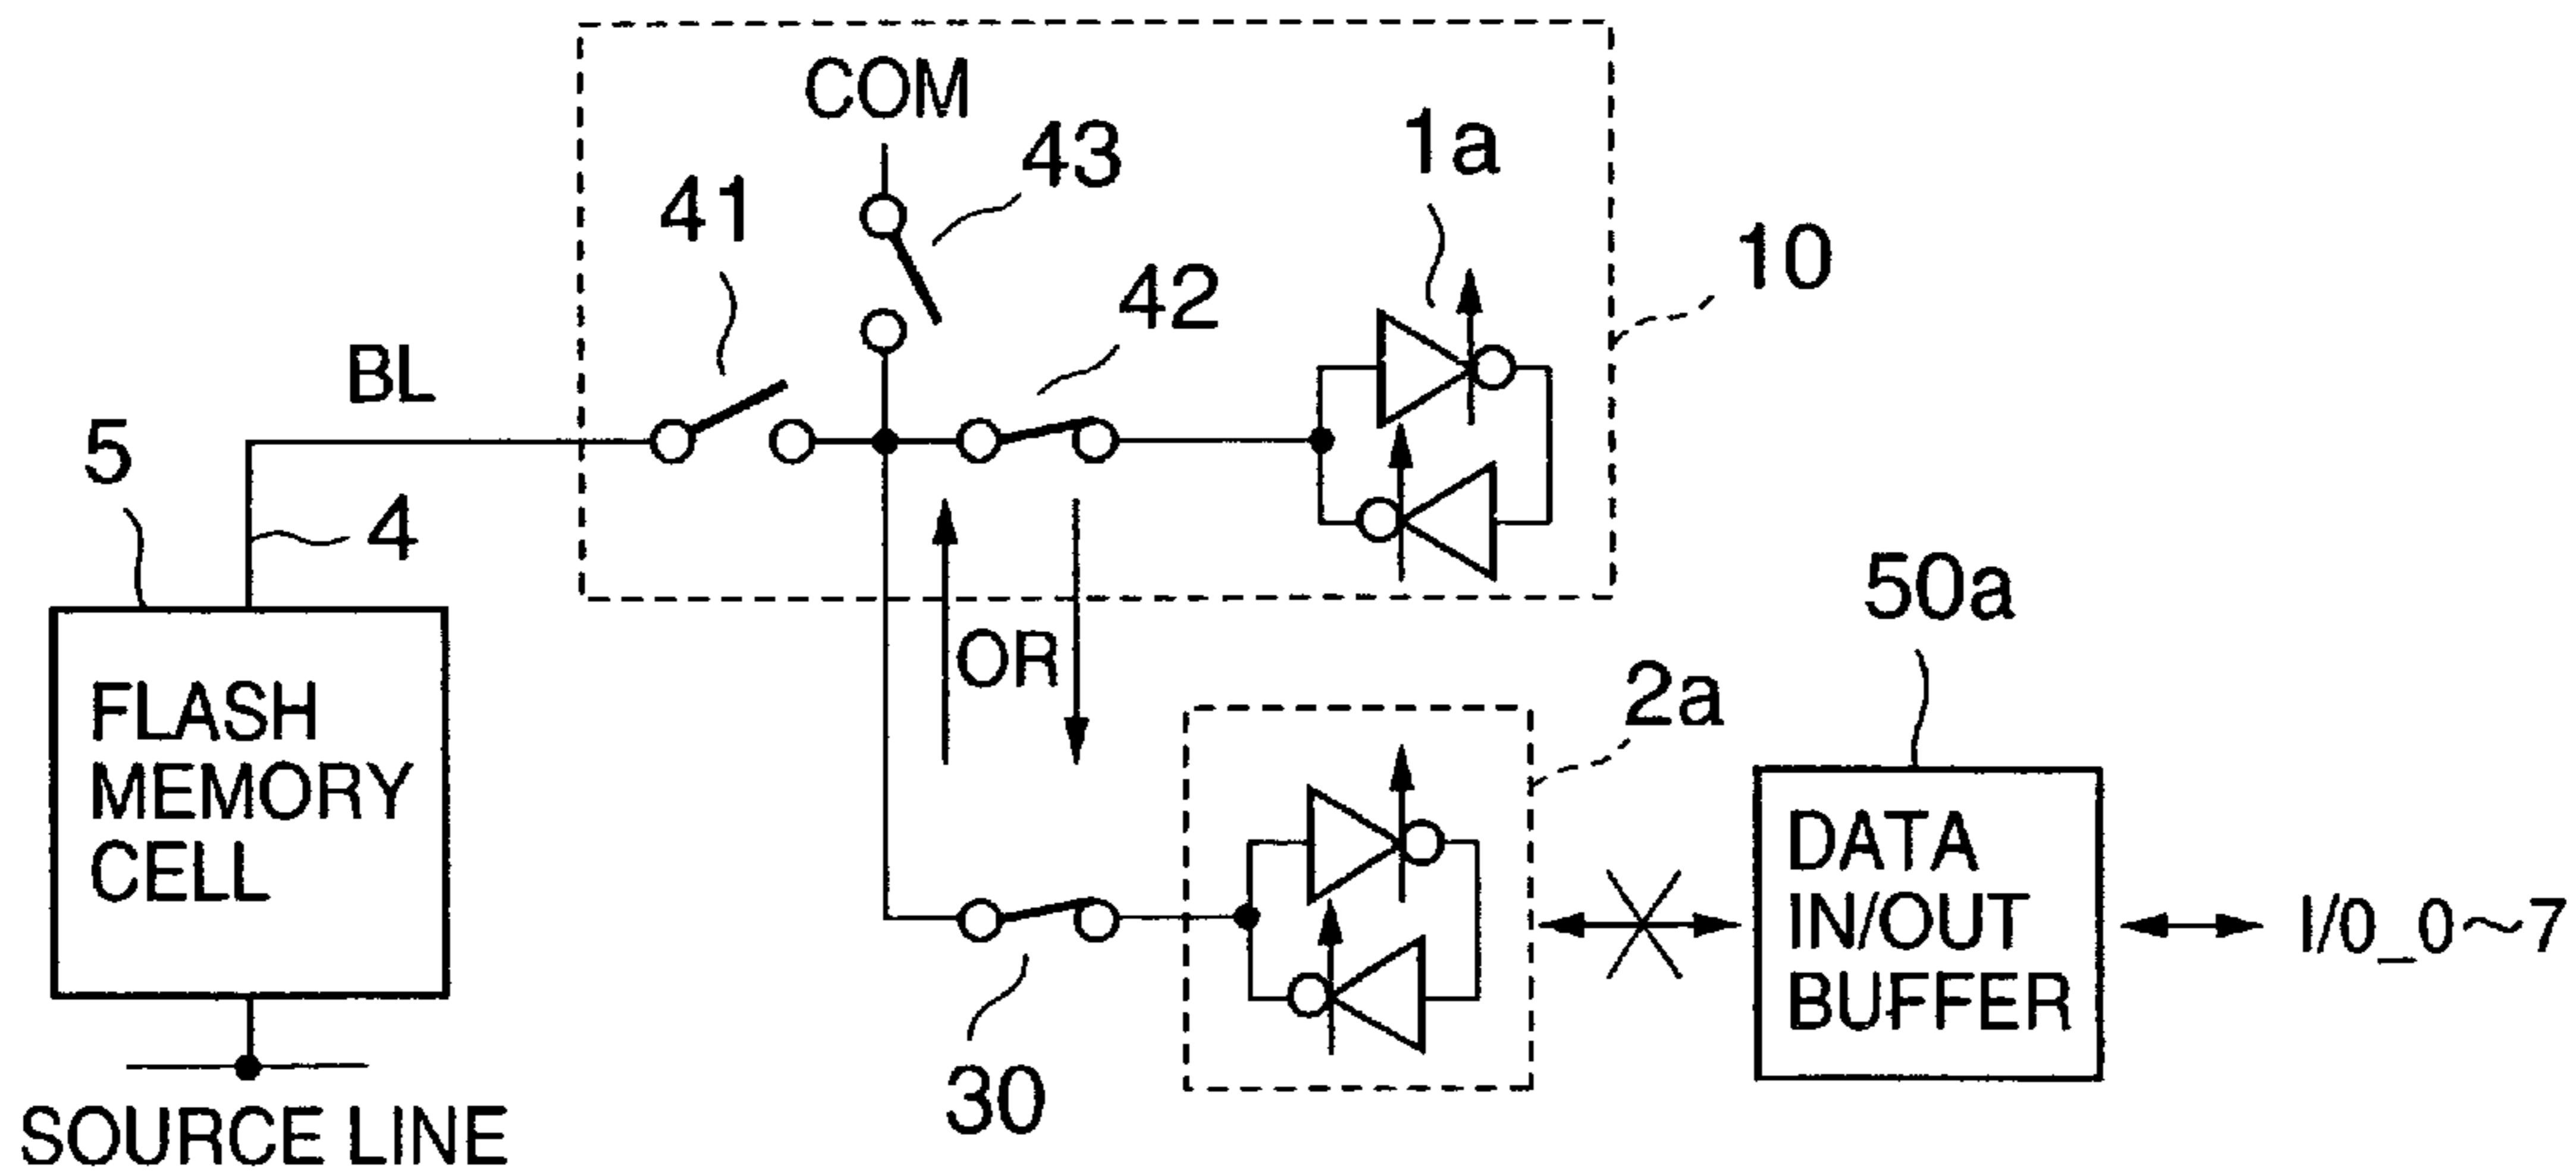 COM
43
1a
41
10
42
BL
5
4
50a
OR
FLASH
MEMORY
CELL
2a
DATA
IN/OUT
BUFFER
I/0_0~7
30
SOURCE LINE